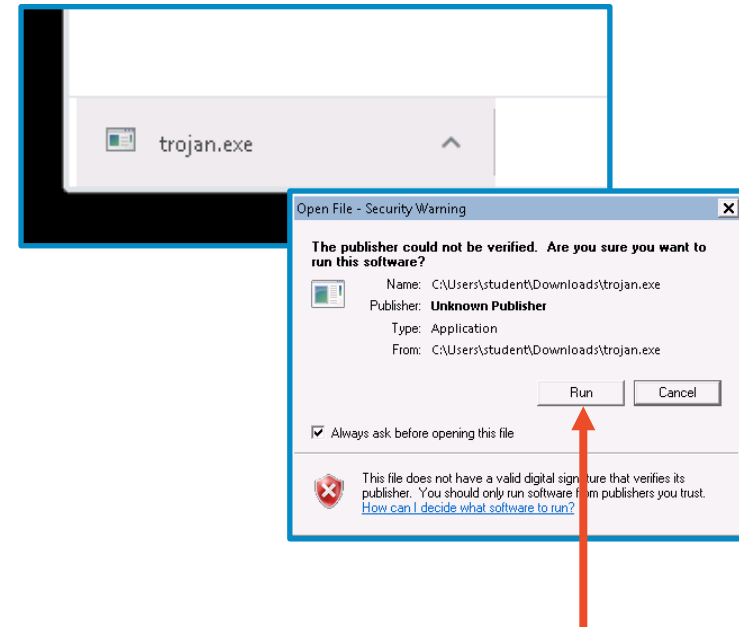 trojan.exe
Open File - Security Warning
The publisher could not be verified. Are you sure you want to
run this software?
Name: C:\Users\student\Downloads\trojan.exe
Publisher: Unknown Publisher
Type: Application
From: C:\Users\student\Downloads\trojan.exe
Run Cancel
Always ask before opening this file
This file does not have a valid digital signature that verifies its
publisher. You should only run software from publishers you trust.
How can I decide what software to run?